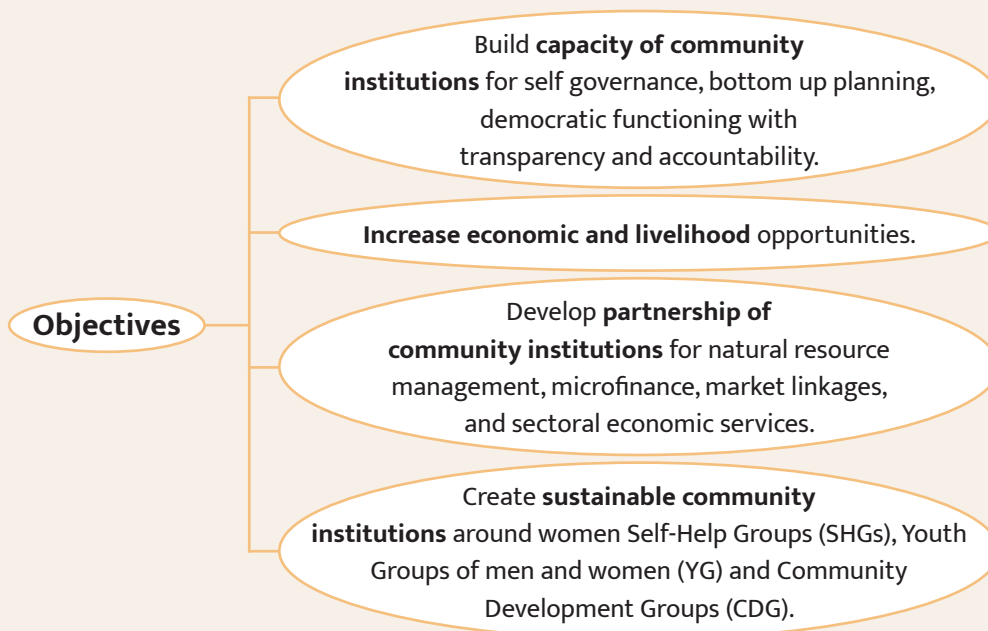 Objectives
Build capacity of community
institutions for self governance, bottom up planning,
democratic functioning with
transparency and accountability.
Increase economic and livelihood opportunities.
Develop partnership of
community institutions for natural resource
management, microfinance, market linkages,
and sectoral economic services.
Create sustainable community
institutions around women Self-Help Groups (SHGs), Youth
Groups of men and women (YG) and Community
Development Groups (CDG).